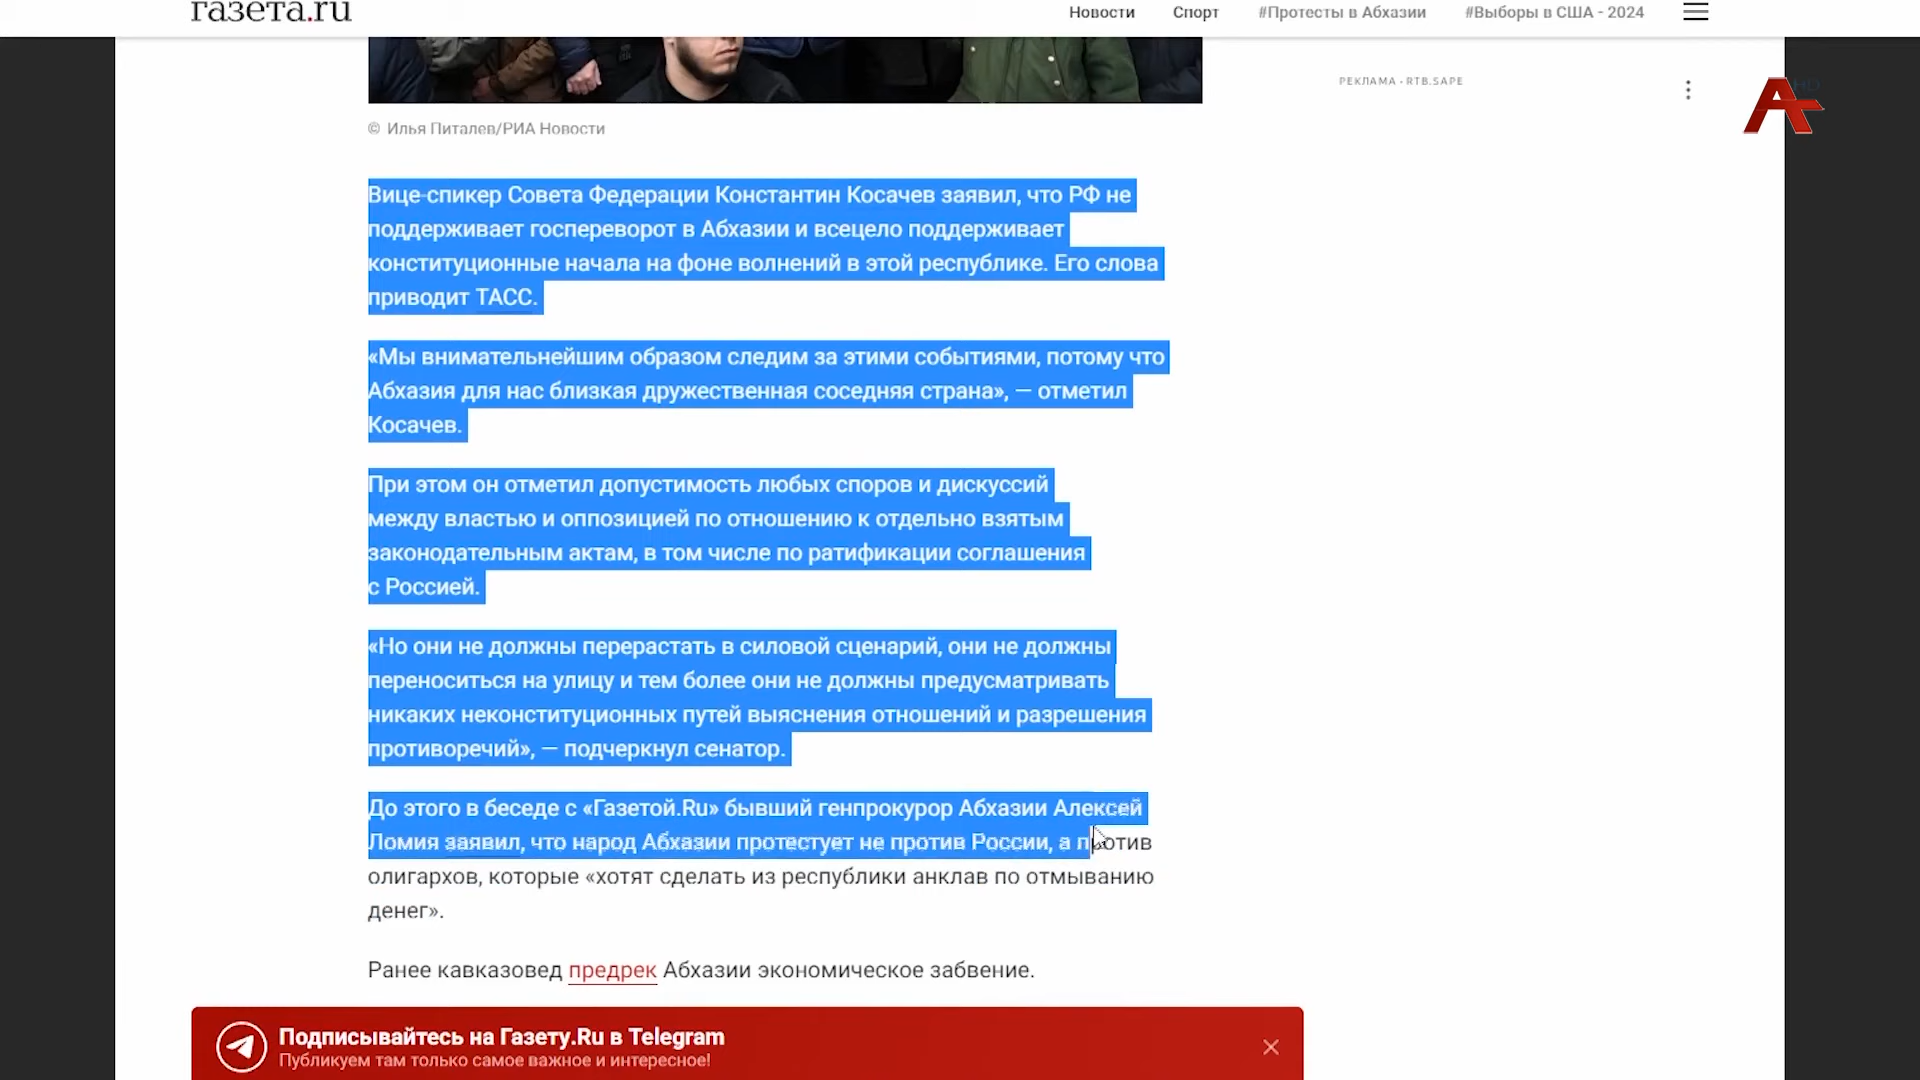 газета.ru
Новости Спорт #Протесты в Абхазии #Выборы в США - 2024
РЕКЛАМА • RTB.SAPE
HD
© Илья Питалев/РИА Новости
Вице-спикер Совета Федерации Константин Косачев заявил, что РФ не
поддерживает госпереворот в Абхазии и всецело поддерживает
конституционные начала на фоне волнений в этой республике. Его слова
приводит ТАСС.
«Мы внимательнейшим образом следим за этими событиями, потому что
Абхазия для нас близкая дружественная соседняя страна», — отметил
Косачев.
При этом он отметил допустимость любых споров и дискуссий
между властью и оппозицией по отношению к отдельно взятым
законодательным актам, в том числе по ратификации соглашения
с Россией.
«Но они не должны перерастать в силовой сценарий, они не должны
переноситься на улицу и тем более они не должны предусматривать
никаких неконституционных путей выяснения отношений и разрешения
противоречий», — подчеркнул сенатор.
До этого в беседе с «Газетой.Ru» бывший генпрокурор Абхазии Алексей
Ломия заявил, что народ Абхазии протестует не против России, а против
олигархов, которые «хотят сделать из республики анклав по отмыванию
денег».
Ранее кавказовед предрек Абхазии экономическое забвение.
Подписывайтесь на Газету.Ru в Telegram
Публикуем там только самое важное и интересное!